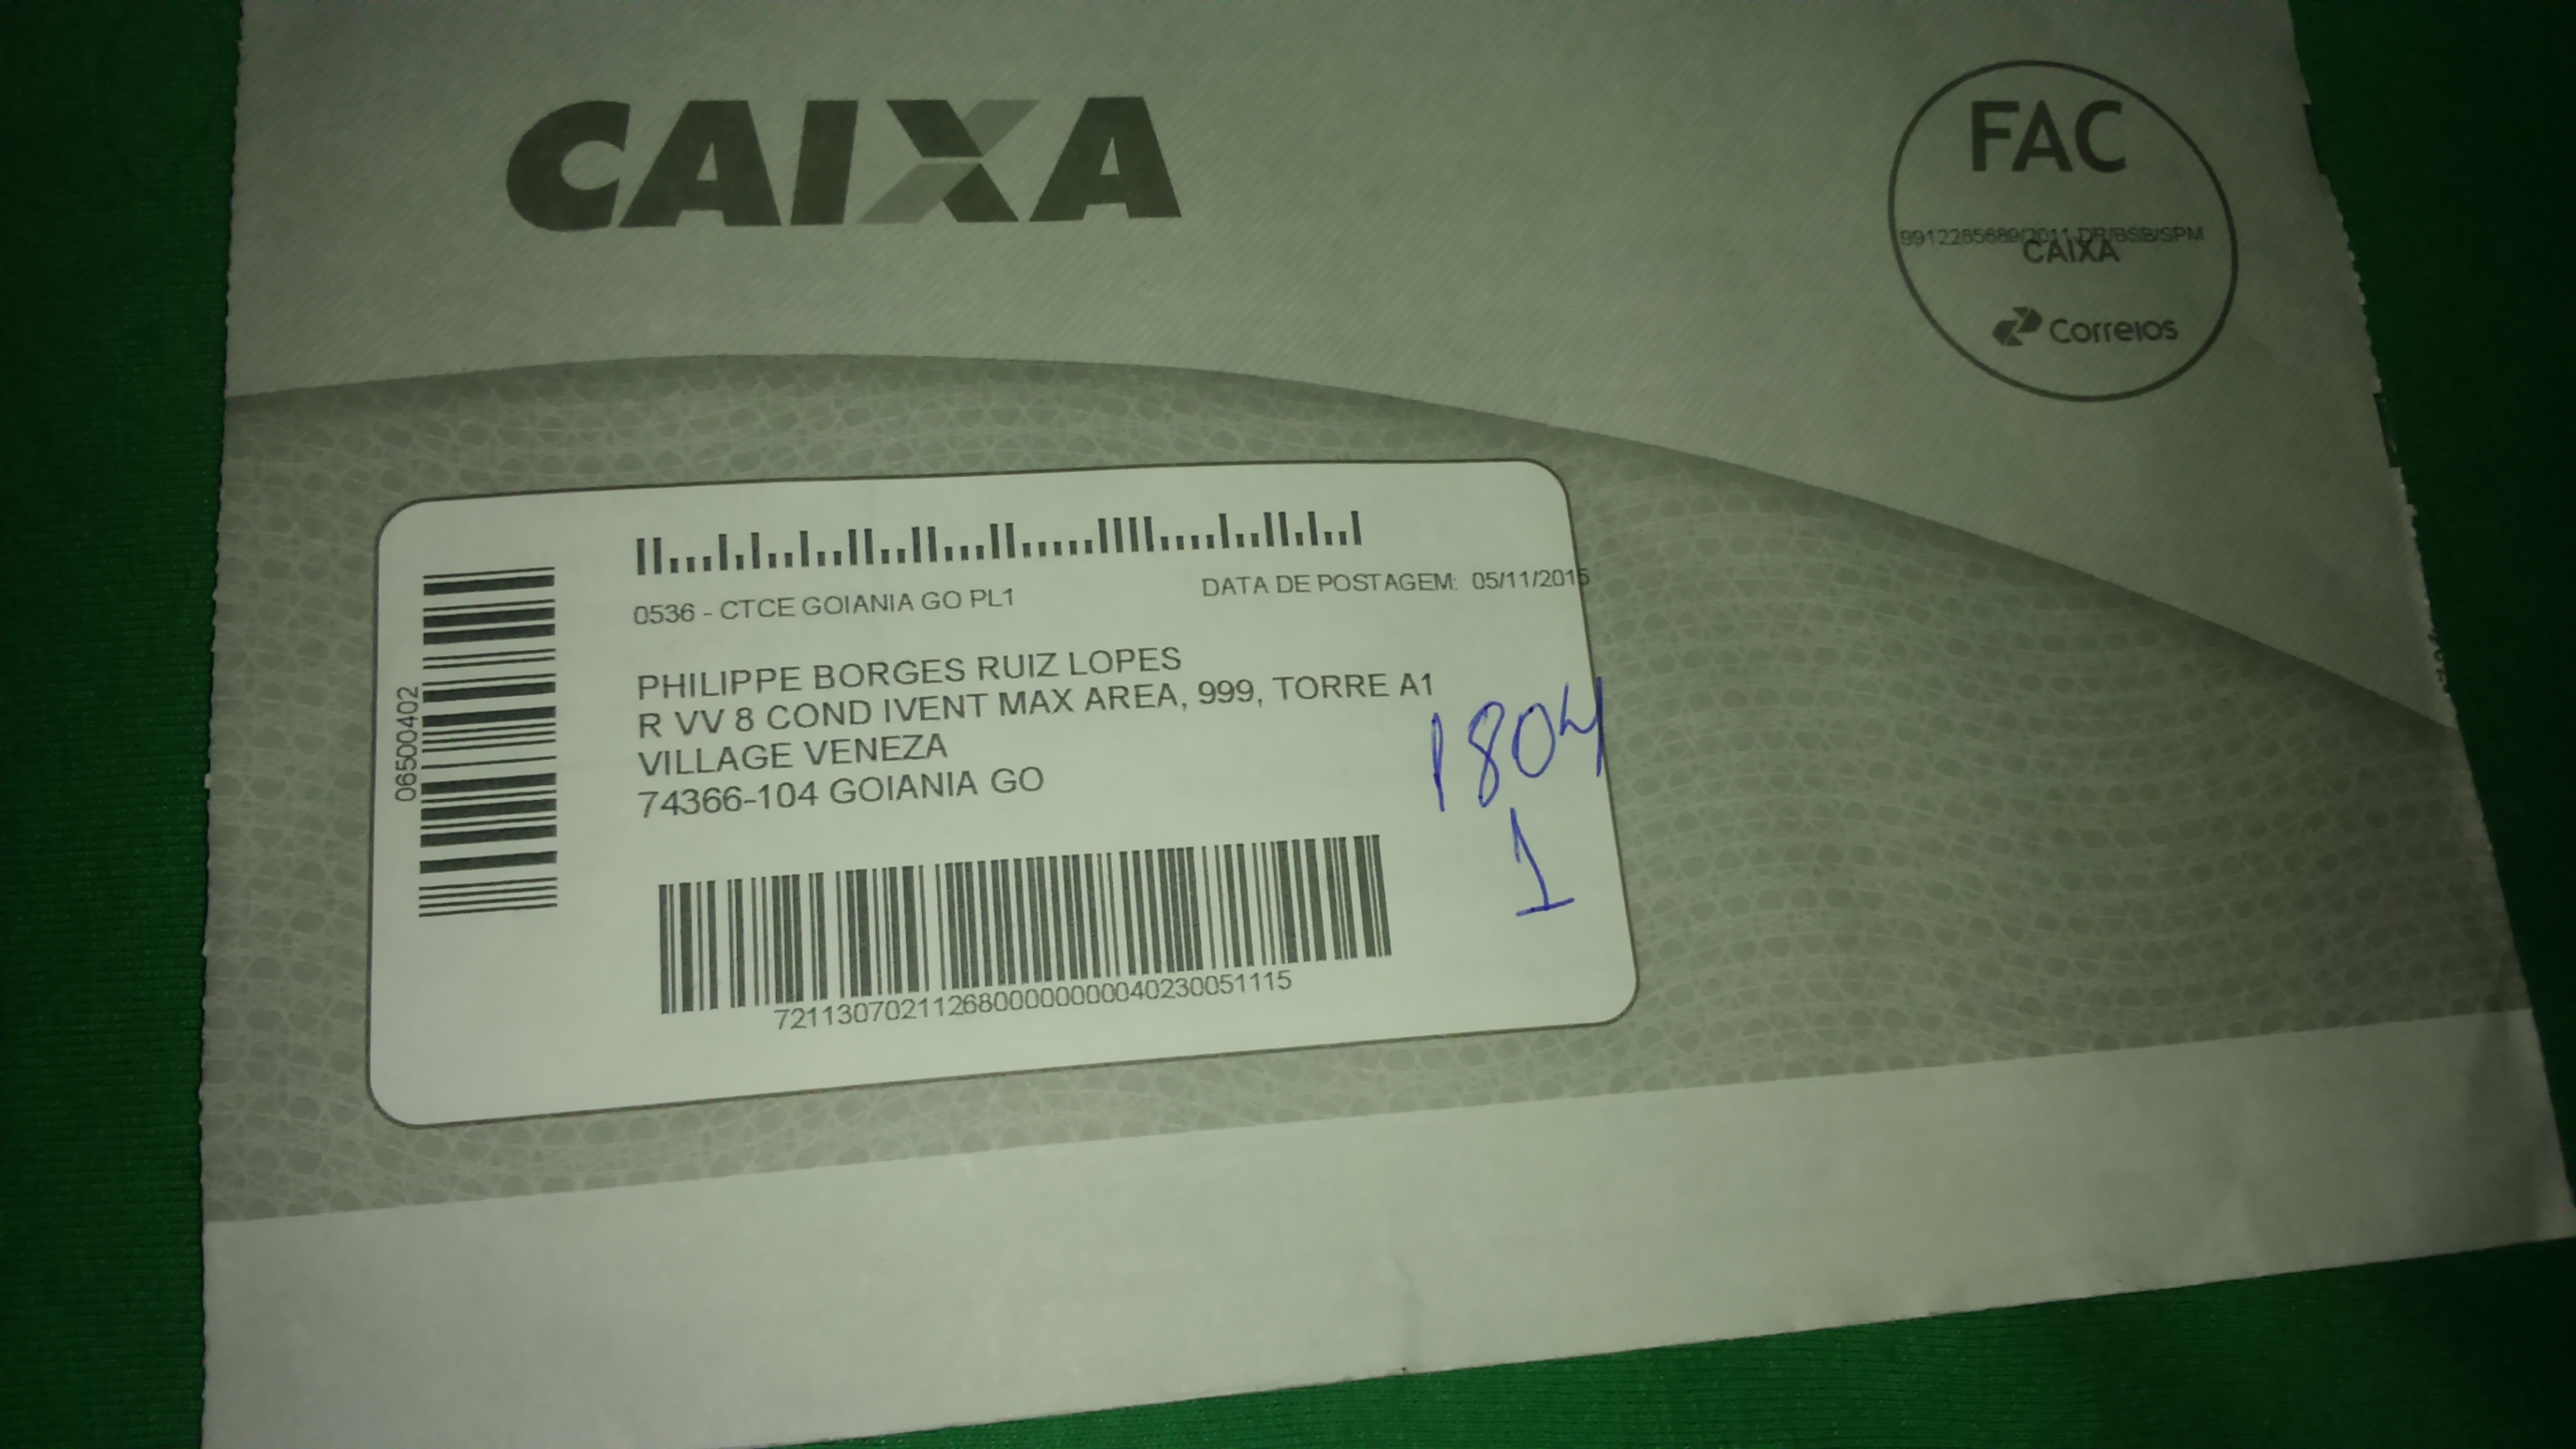 CAIXA
FAC
9912265689/2011-DR/BSB/SPM
CAIXA
Correios
0536 - CTCE GOIANIA GO PL1
DATA DE POSTAGEM: 05/11/2015
PHILIPPE BORGES RUIZ LOPES
R VV 8 COND IVENT MAX AREA, 999, TORRE A1
VILLAGE VENEZA
74366-104 GOIANIA GO
1804
1
06500402
7211307021126800000000040230051115